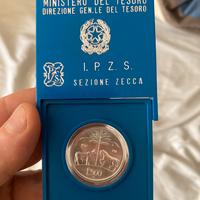 MINISTERO DEL TESORO
DIREZIONE GEN.LE DEL TESORO
I.P.Z.S.
SEZIONE ZECCA
L.500